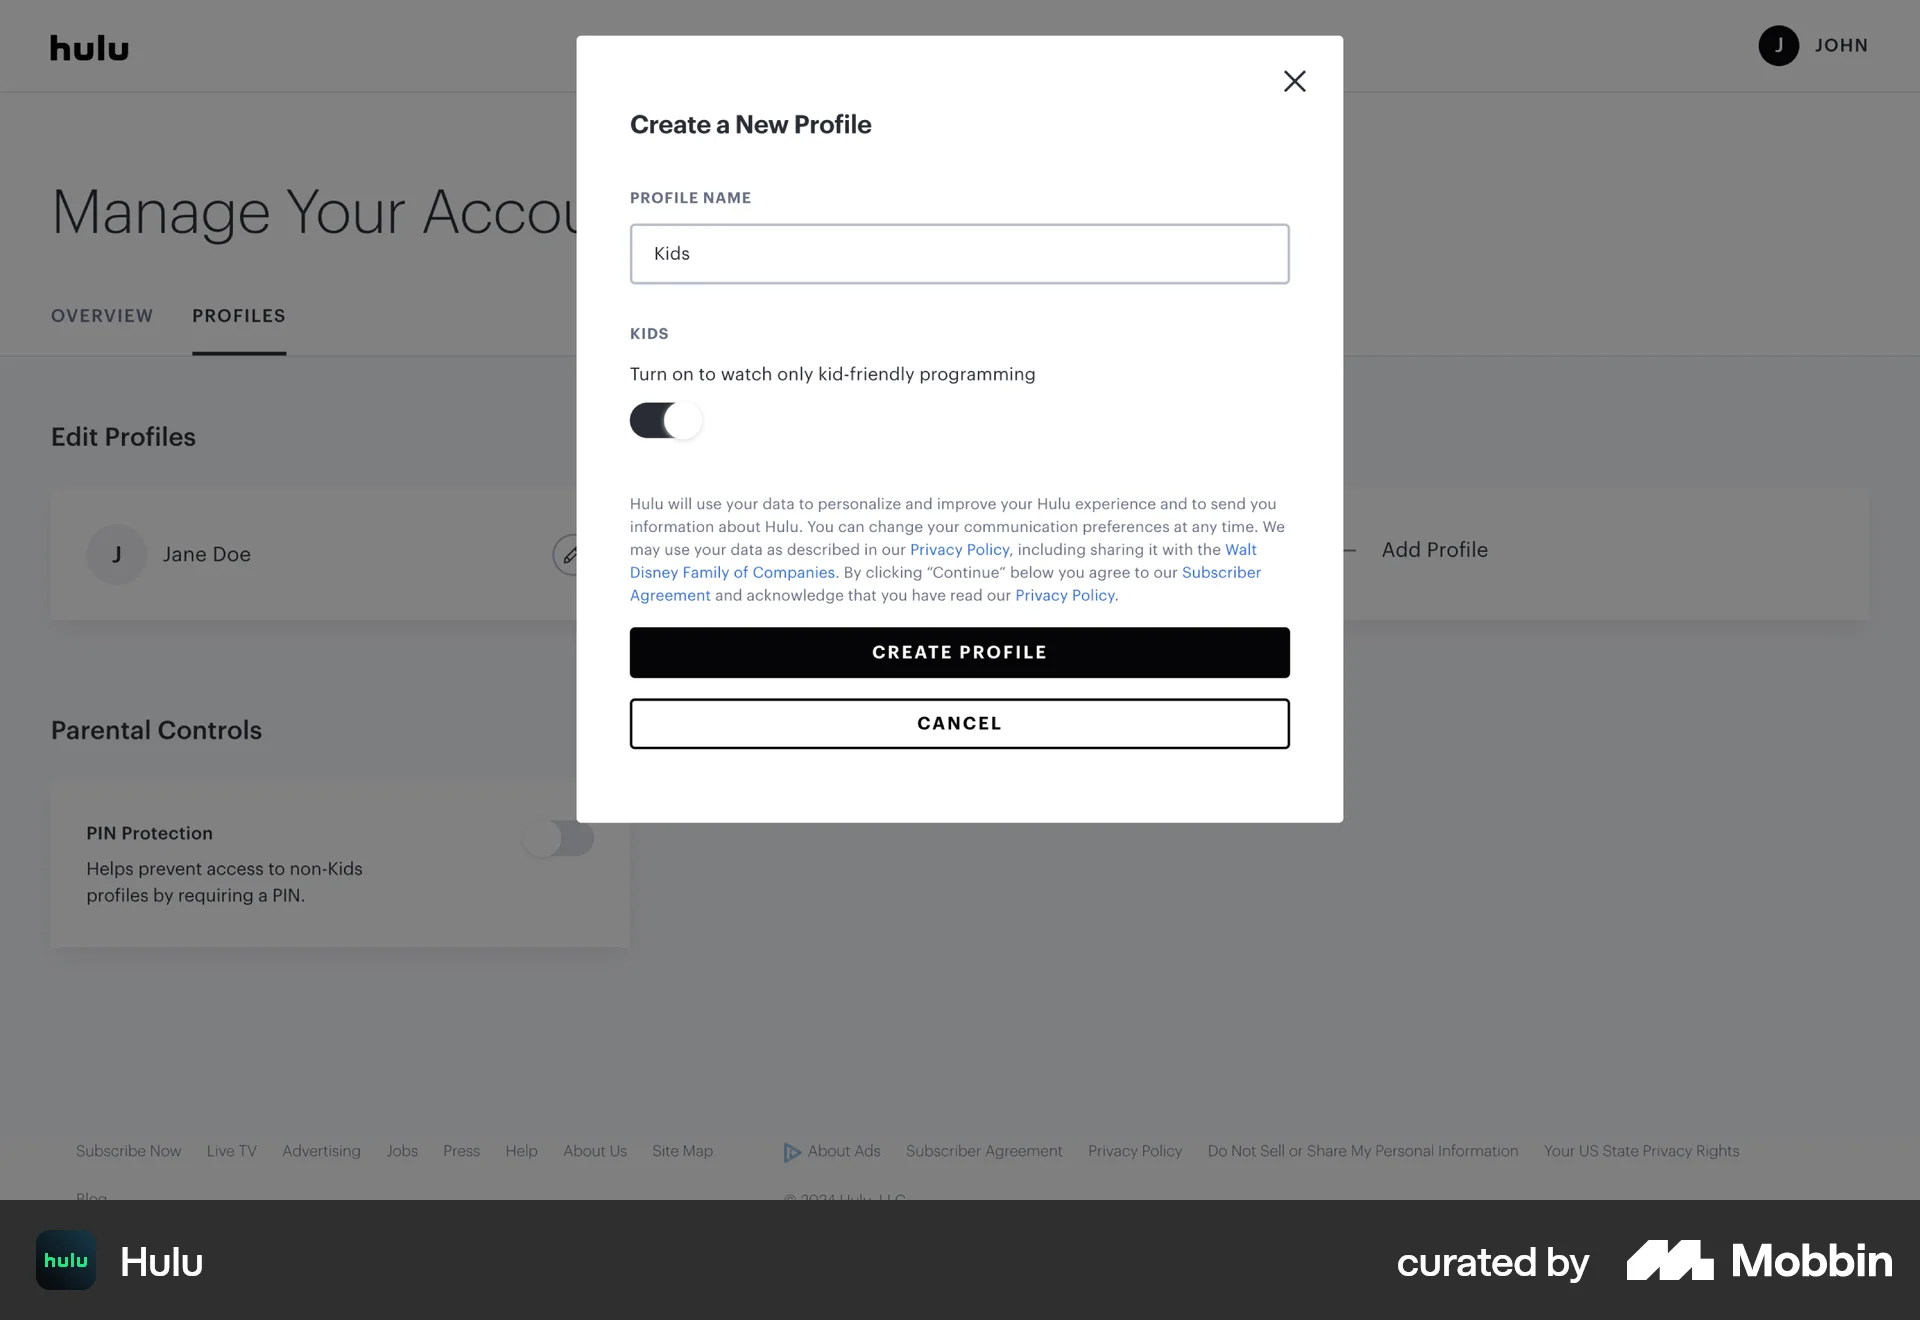 hulu
J JOHN
Create a New Profile
Manage Your Accou
PROFILE NAME
Kids
OVERVIEW PROFILES
KIDS
Turn on to watch only kid-friendly programming
Edit Profiles
J Jane Doe
Add Profile
Hulu will use your data to personalize and improve your Hulu experience and to send you
information about Hulu. You can change your communication preferences at any time. We
may use your data as described in our Privacy Policy, including sharing it with the Walt
Disney Family of Companies. By clicking “Continue” below you agree to our Subscriber
Agreement and acknowledge that you have read our Privacy Policy.
CREATE PROFILE
CANCEL
Parental Controls
PIN Protection
Helps prevent access to non-Kids
profiles by requiring a PIN.
Subscribe Now Live TV Advertising Jobs Press Help About Us Site Map About Ads Subscriber Agreement Privacy Policy Do Not Sell or Share My Personal Information Your US State Privacy Rights
Blog © 2024 Hulu, LLC
hulu Hulu curated by Mobbin